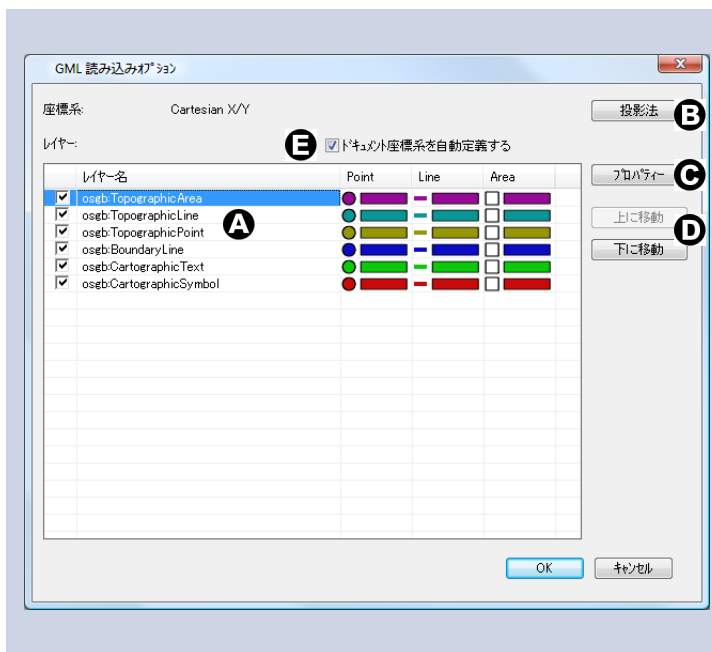 GML 読み込みｵﾌﾟｼｮﾝ
座標系: Cartesian X/Y
投影法 B
ﾚｲﾔｰ:
E ﾄﾞｷｭﾒﾝﾄ座標系を自動定義する
ﾚｲﾔｰ名 Point Line Area
ﾌﾟﾛﾊﾟﾃｨｰ C
osgb:TopographicArea
osgb:TopographicLine A
上に移動
D
osgb:TopographicPoint
osgb:BoundaryLine
下に移動
osgb:CartographicText
osgb:CartographicSymbol
OK ｷｬﾝｾﾙ